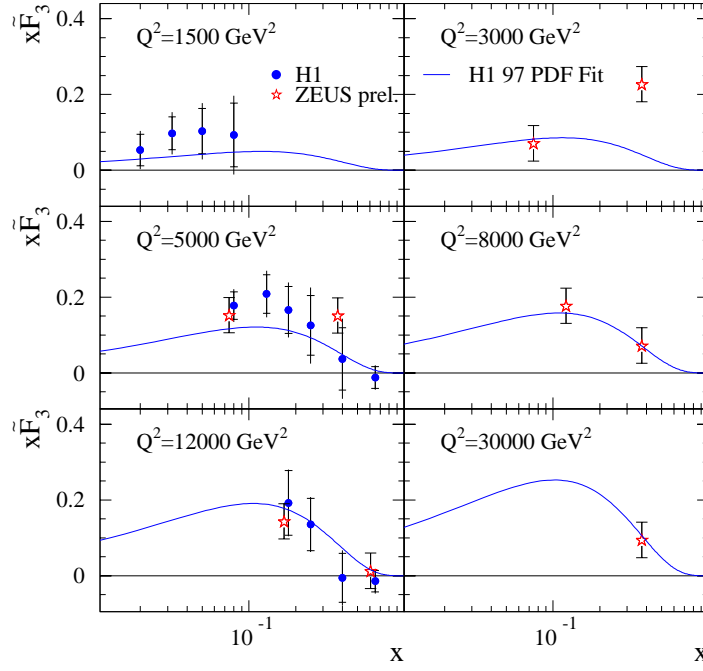 xF̃₃
0.4
0.2
0
Q²=1500 GeV²
H1
ZEUS prel.
Q²=3000 GeV²
H1 97 PDF Fit
xF̃₃
0.4
0.2
0
Q²=5000 GeV²
Q²=8000 GeV²
xF̃₃
0.4
0.2
0
Q²=12000 GeV²
Q²=30000 GeV²
10⁻¹
x
10⁻¹
x